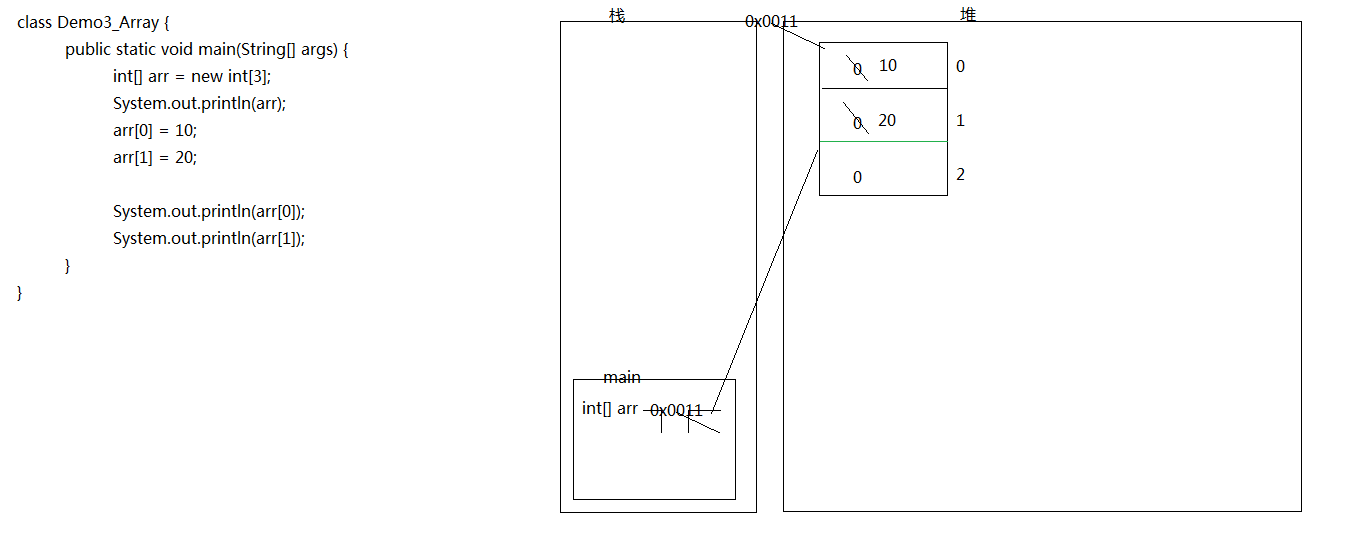 class Demo3_Array {
public static void main(String[] args) {
int[] arr = new int[3];
System.out.println(arr);
arr[0] = 10;
arr[1] = 20;
System.out.println(arr[0]);
System.out.println(arr[1]);
}
}
栈
0x0011
堆
0 10 0
0 20 1
0 2
main
int[] arr 0x0011